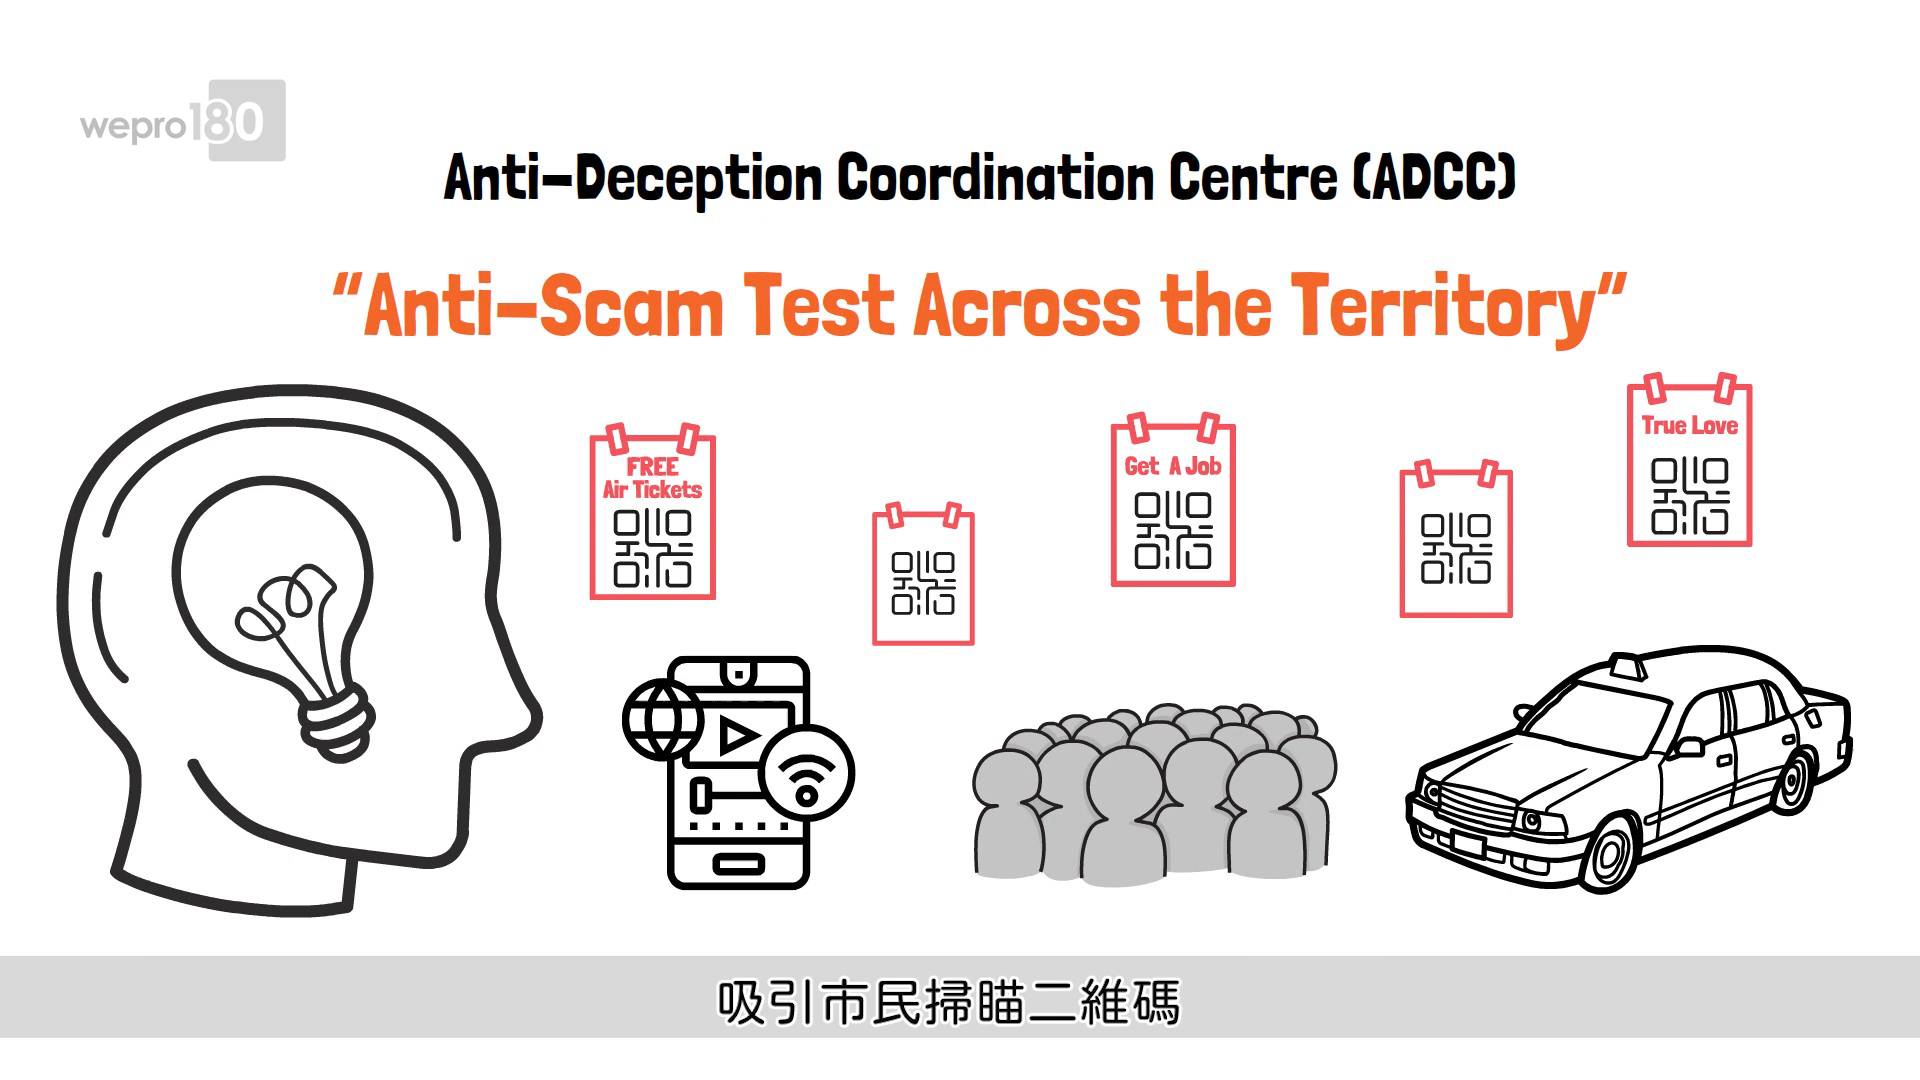 wepro180
Anti-Deception Coordination Centre (ADCC)
"Anti-Scam Test Across the Territory"
FREE
Air Tickets
Get A Job
True Love
吸引市民掃瞄二維碼